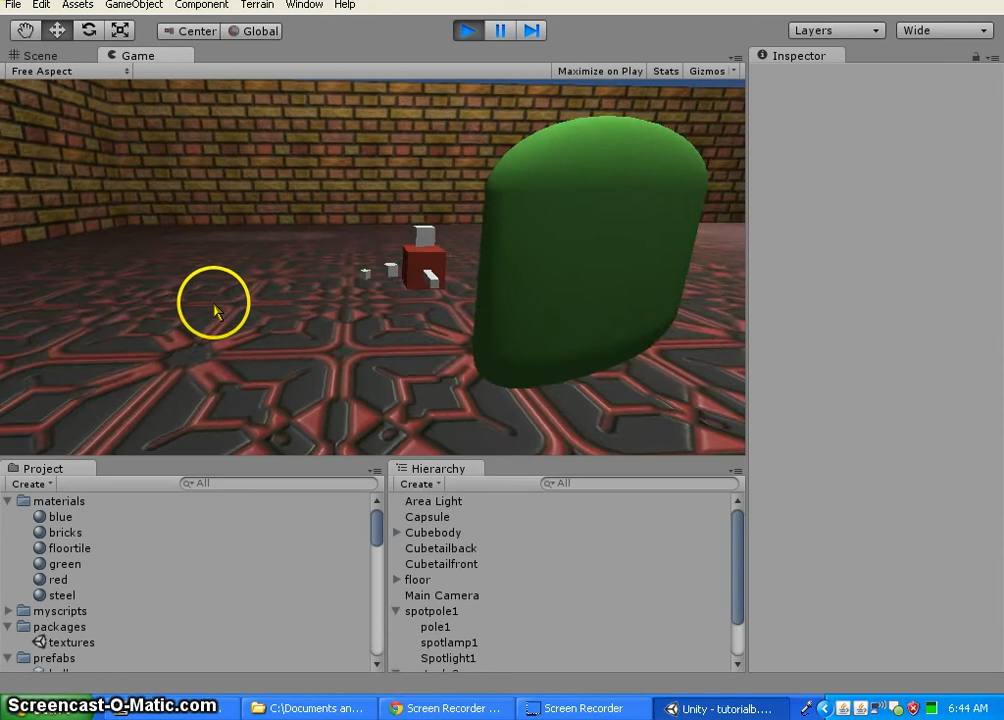 File Edit Assets GameObject Component Terrain Window Help
Center Global Layers Wide
Scene Game Inspector
Free Aspect Maximize on Play Stats Gizmos
Project Hierarchy
Create All Create All
materials
blue
bricks
floortile
green
red
steel
myscripts
packages
textures
prefabs
Area Light
Capsule
Cubebody
Cubetailback
Cubetailfront
floor
Main Camera
spotpole1
pole1
spotlamp1
Spotlight1
Screencast-O-Matic.com C:\Documents an... Screen Recorder ... Screen Recorder Unity - tutorialb.... 6:44 AM